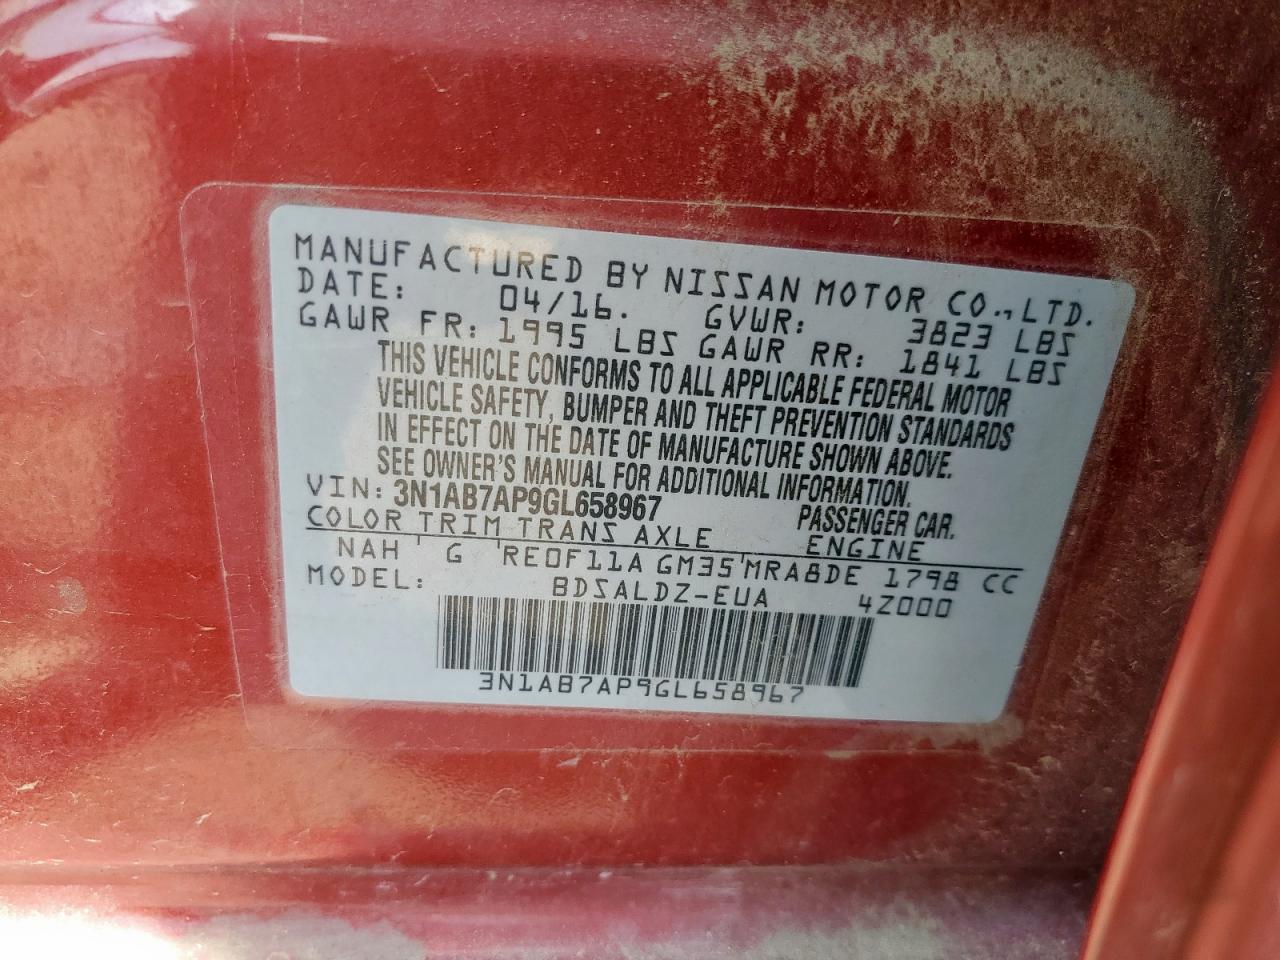 MANUFACTURED BY NISSAN MOTOR CO., LTD.
DATE: 04/16. GVWR: 3823 LBS
GAWR FR: 1995 LBS GAWR RR: 1841 LBS
THIS VEHICLE CONFORMS TO ALL APPLICABLE FEDERAL MOTOR
VEHICLE SAFETY, BUMPER AND THEFT PREVENTION STANDARDS
IN EFFECT ON THE DATE OF MANUFACTURE SHOWN ABOVE.
SEE OWNER'S MANUAL FOR ADDITIONAL INFORMATION.
VIN: 3N1AB7AP9GL658967 PASSENGER CAR.
COLOR TRIM TRANS AXLE ENGINE
NAH G RE0F11A GM35 MRA8DE 1798 CC
MODEL: BDSALDZ-EUA 4Z000
3N1AB7AP9GL658967